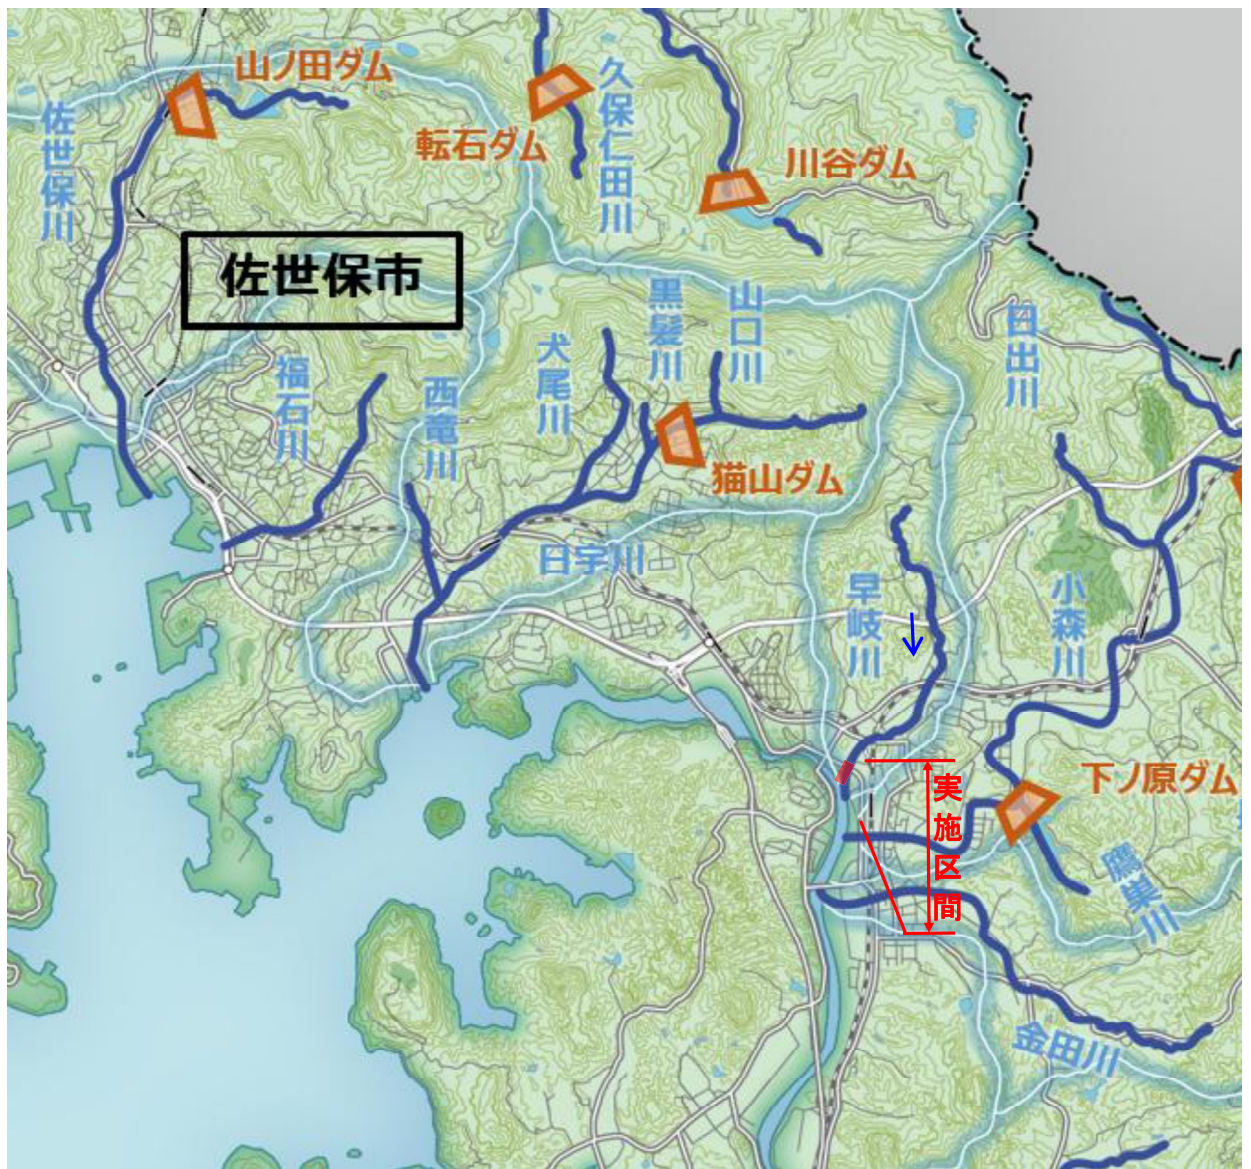 山ノ田ダム
久保仁田川
佐世保川
転石ダム
川谷ダム
佐世保市
黒髪川
山口川
日出川
犬尾川
福石川
西竜川
猫山ダム
日宇川
早岐川
小森川
下ノ原ダム
実施区間
鷹巣川
金田川